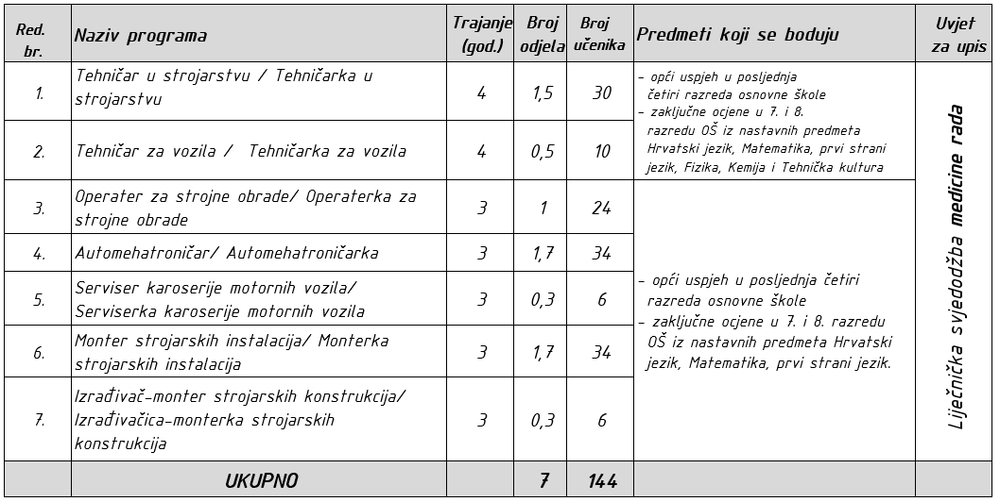 Red.
br.
Naziv programa
Trajanje
(god.)
Broj
odjela
Broj
učenika
Predmeti koji se boduju
Uvjet
za upis
1.
Tehničar u strojarstvu / Tehničarka u
strojarstvu
4
1,5
30
- opći uspjeh u posljednja
četiri razreda osnovne škole
- zaključne ocjene u 7. i 8.
razredu OŠ iz nastavnih predmeta
Hrvatski jezik, Matematika, prvi strani
jezik, Fizika, Kemija i Tehnička kultura
Liječnička svjedodžba medicine rada
2.
Tehničar za vozila / Tehničarka za vozila
4
0,5
10
3.
Operater za strojne obrade/ Operaterka za
strojne obrade
3
1
24
- opći uspjeh u posljednja četiri
razreda osnovne škole
- zaključne ocjene u 7. i 8. razredu
OŠ iz nastavnih predmeta Hrvatski
jezik, Matematika, prvi strani jezik.
4.
Automehatroničar/ Automehatroničarka
3
1,7
34
5.
Serviser karoserije motornih vozila/
Serviserka karoserije motornih vozila
3
0,3
6
6.
Monter strojarskih instalacija/ Monterka
strojarskih instalacija
3
1,7
34
7.
Izrađivač-monter strojarskih konstrukcija/
Izrađivačica-monterka strojarskih
konstrukcija
3
0,3
6
UKUPNO
7
144